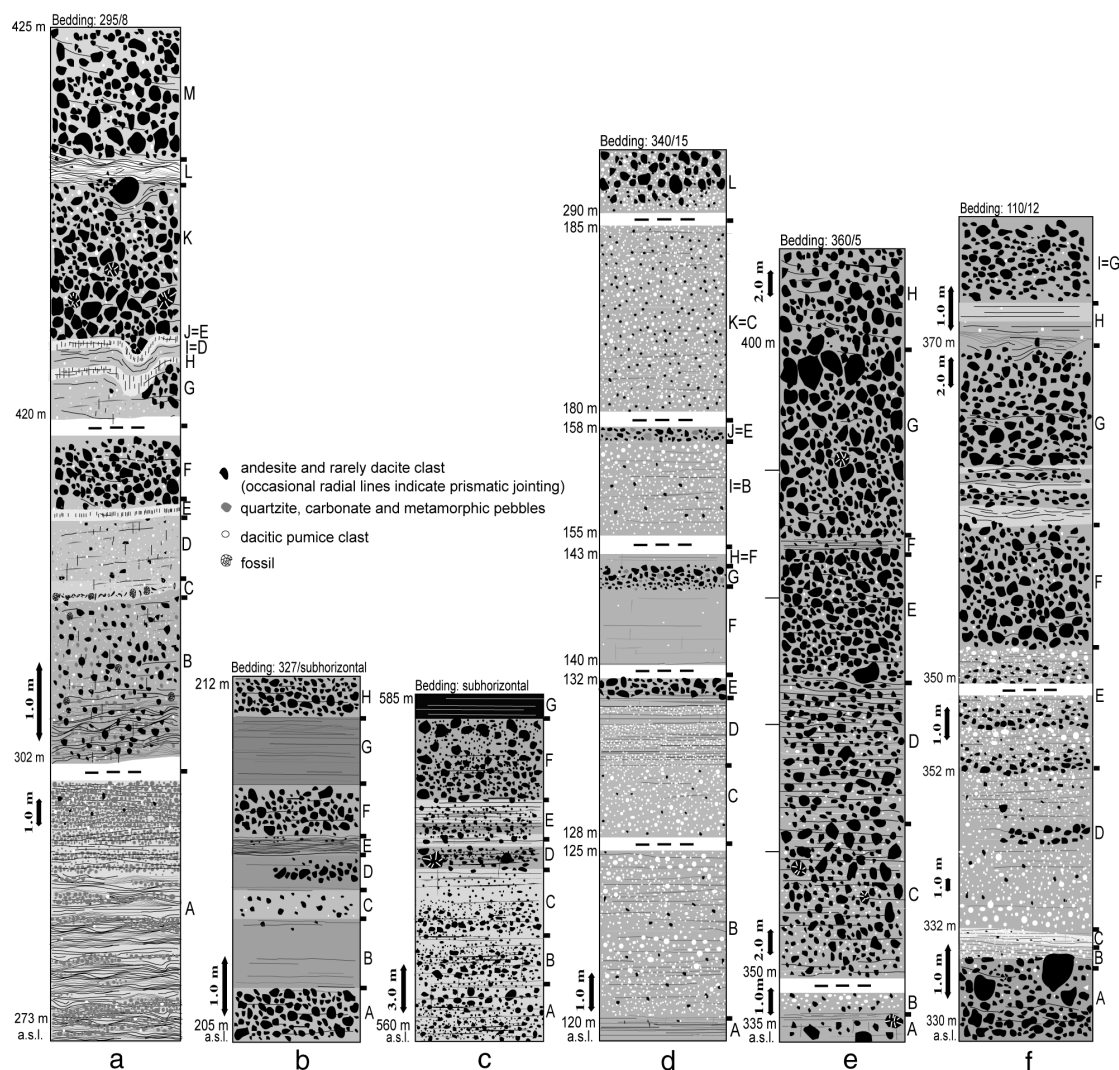 425 m
Bedding: 295/8
M
L
K
J=E
I=D
H
G
420 m
F
E
D
C
B
1.0 m
302 m
1.0 m
A
273 m
a.s.l.
a
andesite and rarely dacite clast
(occasional radial lines indicate prismatic jointing)
quartzite, carbonate and metamorphic pebbles
dacitic pumice clast
fossil
Bedding: 327/subhorizontal
212 m
H
G
F
E
D
C
B
1.0 m
A
205 m
a.s.l.
b
Bedding: subhorizontal
585 m
G
F
E
D
C
B
3.0 m
A
560 m
a.s.l.
c
Bedding: 340/15
L
290 m
185 m
K=C
180 m
158 m
J=E
I=B
155 m
143 m
H=F
G
F
140 m
132 m
E
D
C
128 m
125 m
B
1.0 m
120 m
A
a.s.l.
d
Bedding: 360/5
2.0 m
H
400 m
G
F
E
D
C
2.0 m
350 m
1.0m
B
335 m
A
a.s.l.
e
Bedding: 110/12
I=G
1.0 m
H
370 m
2.0 m
G
F
350 m
E
1.0 m
352 m
D
1.0 m
332 m
C
B
1.0 m
A
330 m
a.s.l.
f